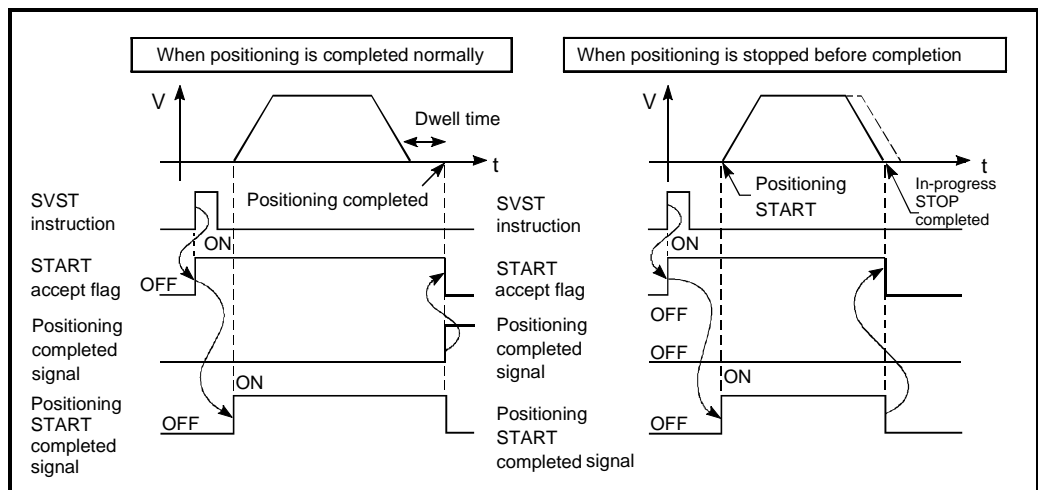 When positioning is completed normally
V
Dwell time
t
Positioning completed
SVST
instruction
ON
START
accept flag
OFF
Positioning
completed
signal
ON
Positioning
START
completed
signal
OFF
When positioning is stopped before completion
V
t
Positioning
START
In-progress
STOP
completed
SVST
instruction
ON
START
accept flag
OFF
Positioning
completed
signal
OFF
ON
Positioning
START
completed signal
OFF